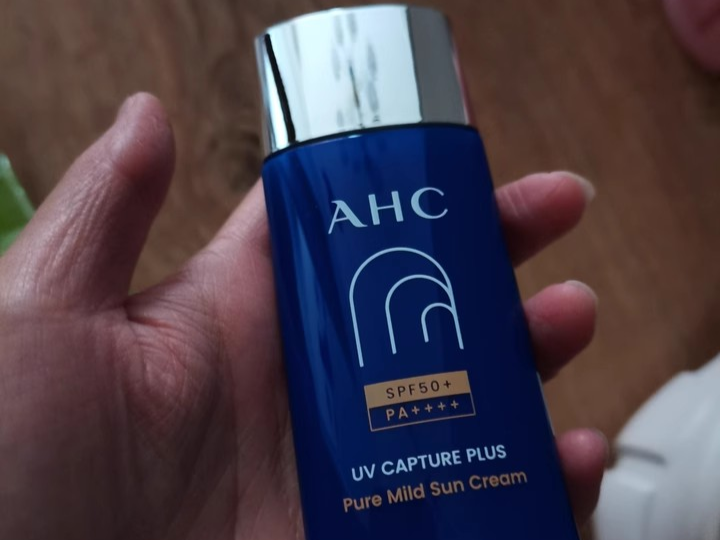 AHC
SPF50+
PA++++
UV CAPTURE PLUS
Pure Mild Sun Cream